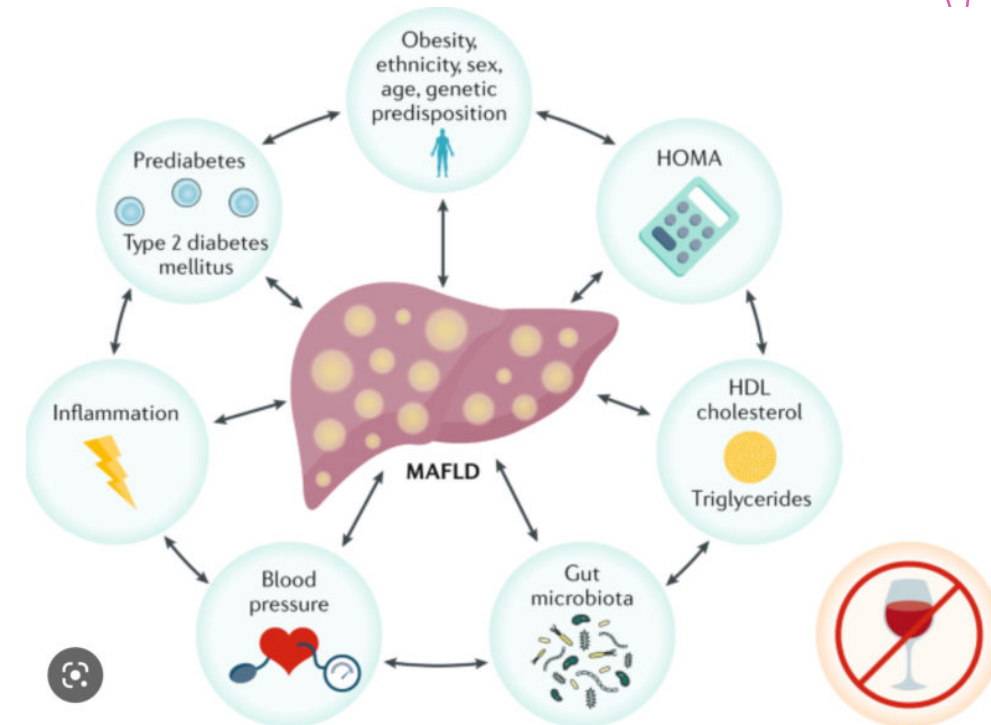 Obesity,
ethnicity, sex,
age, genetic
predisposition
Prediabetes
Type 2 diabetes
mellitus
HOMA
Inflammation
HDL
cholesterol
Triglycerides
MAFLD
Blood
pressure
Gut
microbiota